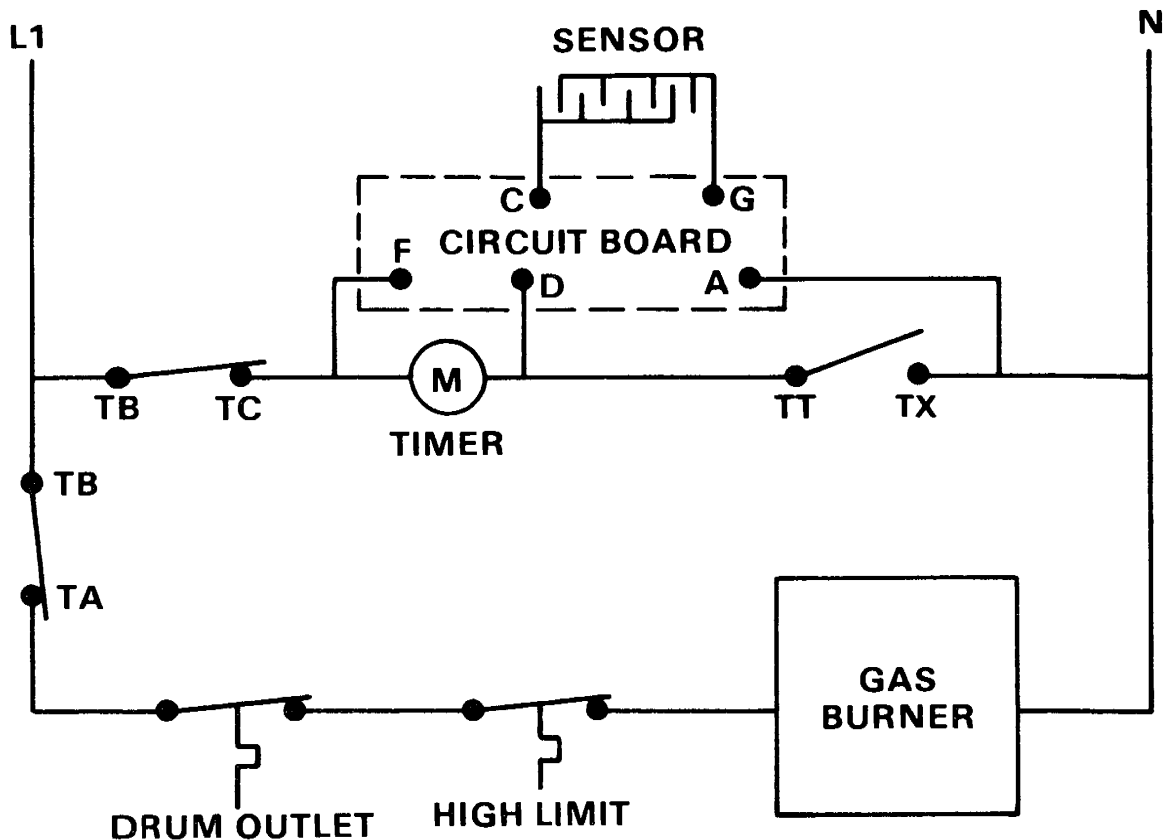 L1
N
SENSOR
C
G
CIRCUIT BOARD
F
D
A
M
TB
TC
TT
TX
TIMER
TB
TA
GAS
BURNER
DRUM OUTLET
HIGH LIMIT